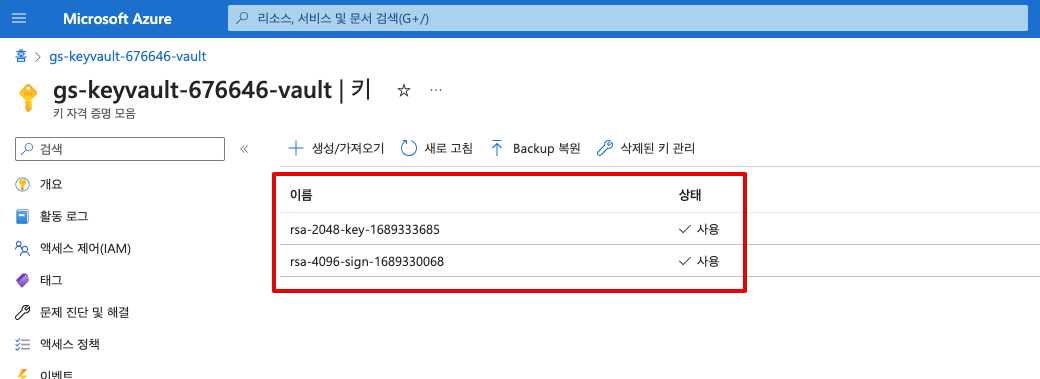 Microsoft Azure
리소스, 서비스 및 문서 검색(G+/)
홈 > gs-keyvault-676646-vault
gs-keyvault-676646-vault | 키
키 자격 증명 모음
검색
생성/가져오기 새로 고침 Backup 복원 삭제된 키 관리
이름 상태
rsa-2048-key-1689333685 사용
rsa-4096-sign-1689330068 사용
개요
활동 로그
액세스 제어(IAM)
태그
문제 진단 및 해결
액세스 정책
이벤트